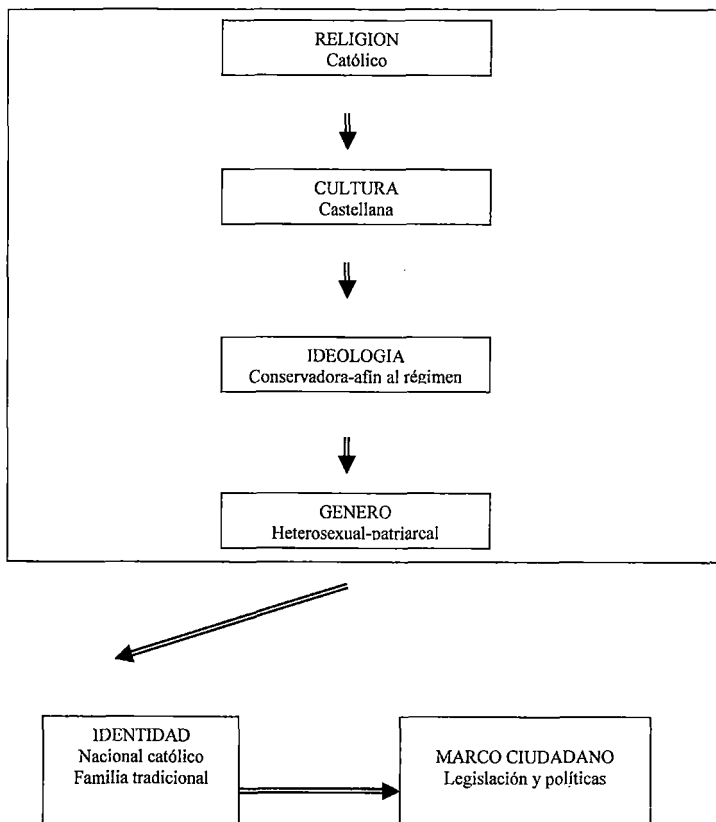 RELIGION
Católico
CULTURA
Castellana
IDEOLOGIA
Conservadora-afín al régimen
GENERO
Heterosexual-patriarcal
IDENTIDAD
Nacional católico
Familia tradicional
MARCO CIUDADANO
Legislación y políticas